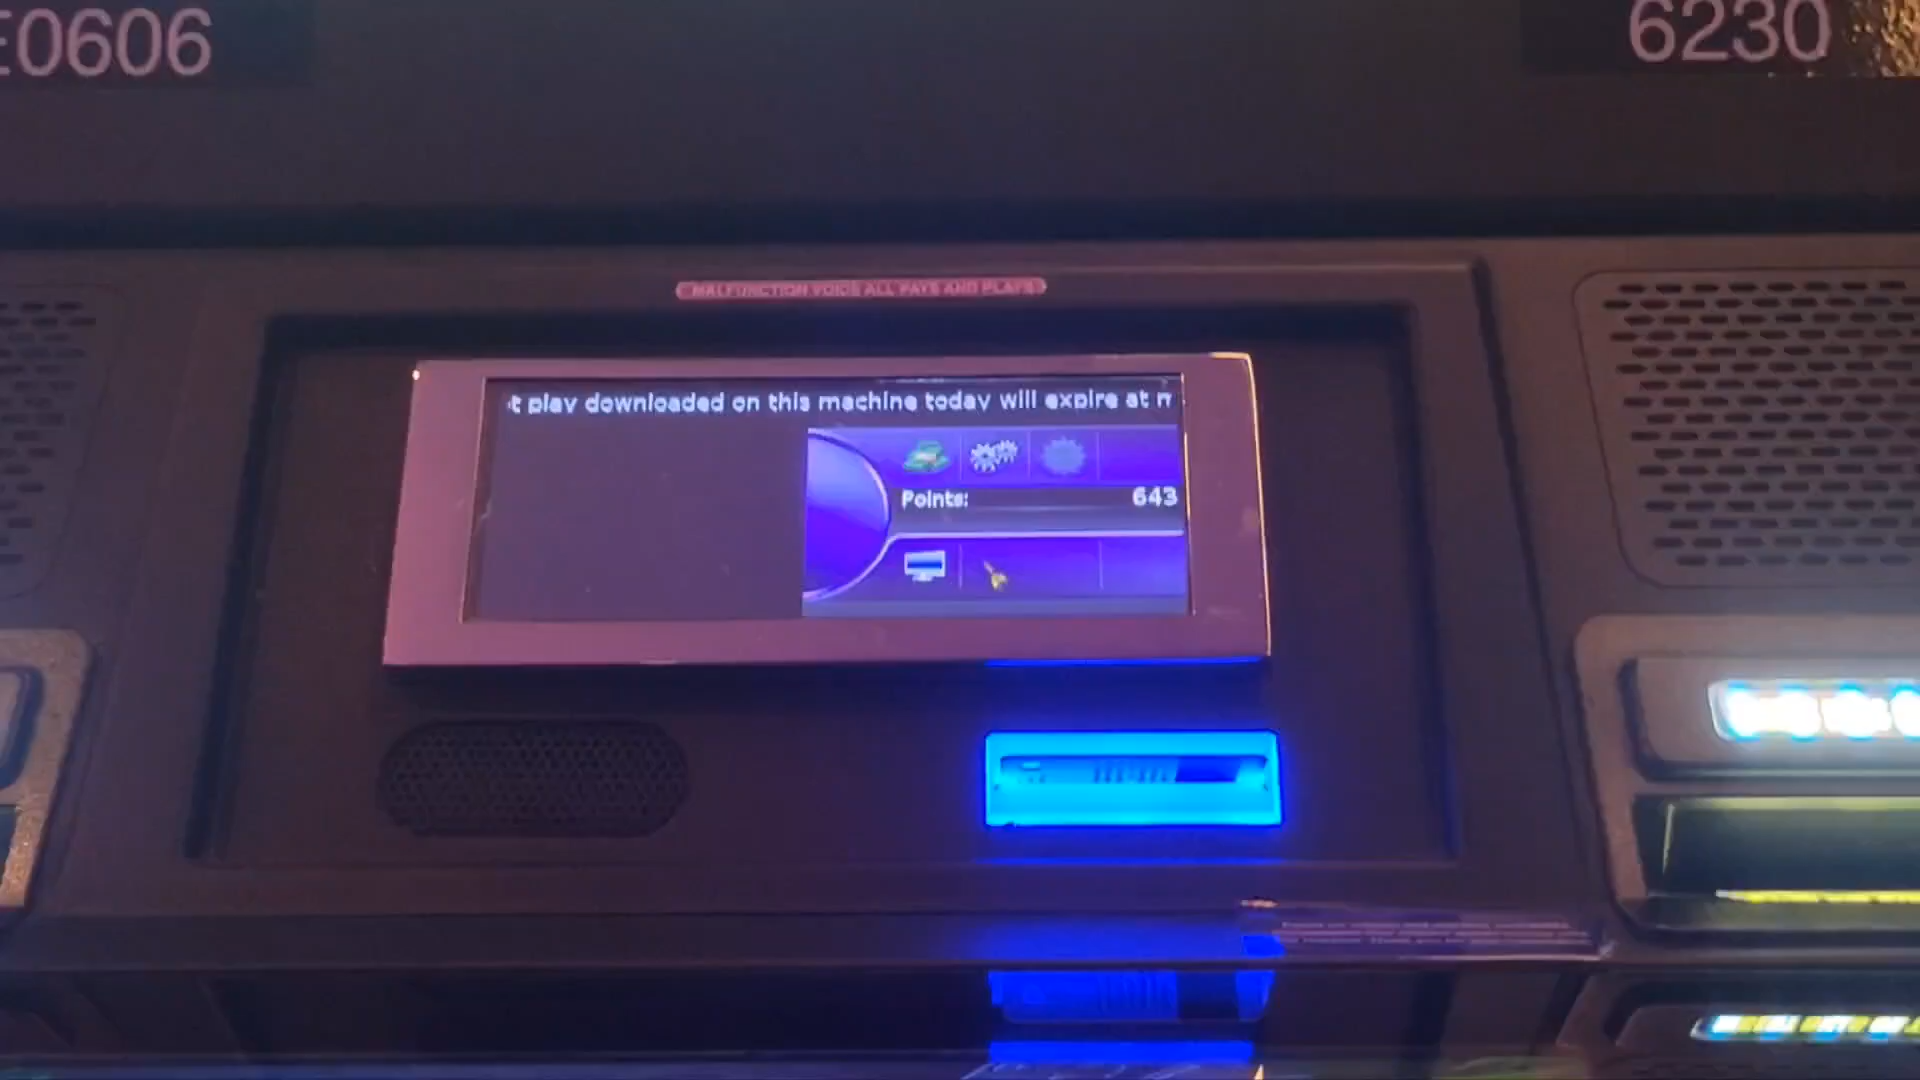 E0606
6230
MALFUNCTION VOIDS ALL PAYS AND PLAYS
t play downloaded on this machine today will expire at m
Points: 643